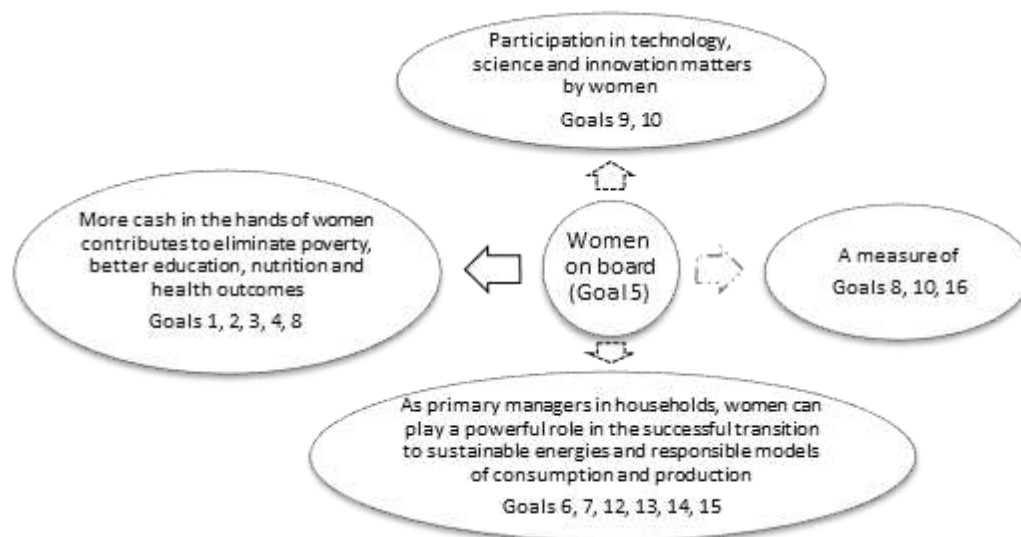 Participation in technology,
science and innovation matters
by women
Goals 9, 10
More cash in the hands of women
contributes to eliminate poverty,
better education, nutrition and
health outcomes
Goals 1, 2, 3, 4, 8
Women
on board
(Goal 5)
A measure of
Goals 8, 10, 16
As primary managers in households, women can
play a powerful role in the successful transition
to sustainable energies and responsible models
of consumption and production
Goals 6, 7, 12, 13, 14, 15